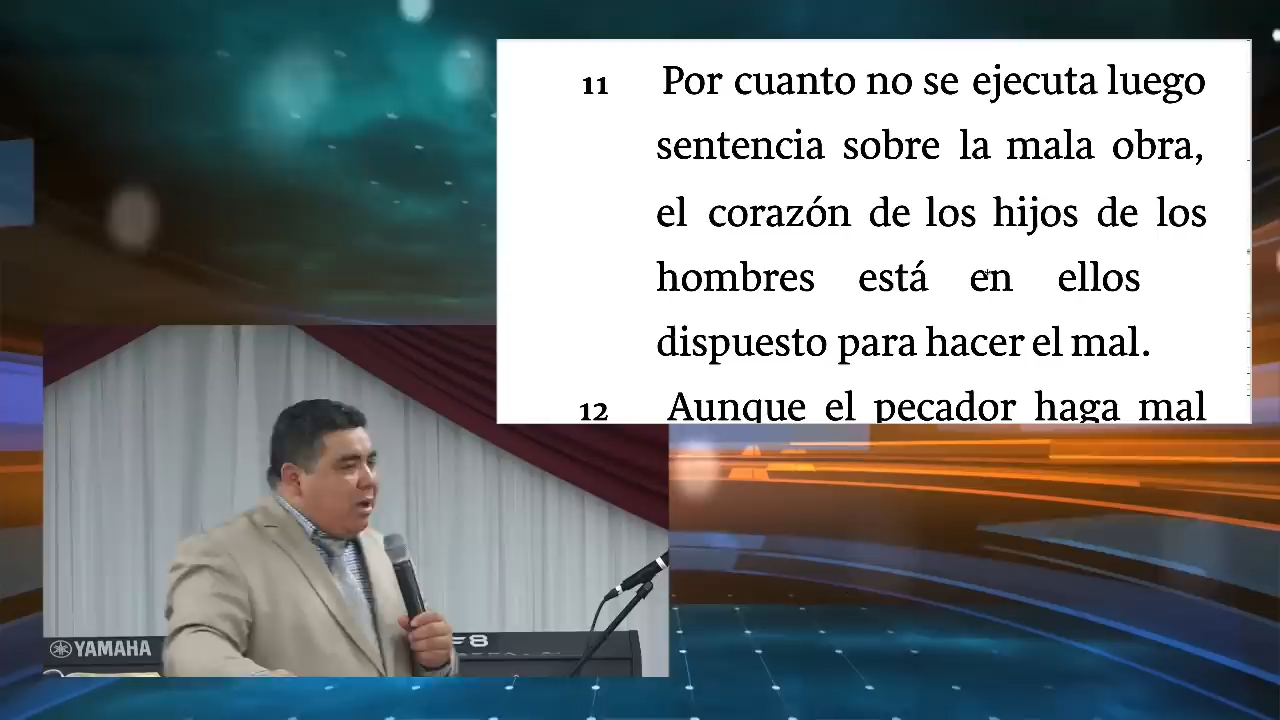 11 Por cuanto no se ejecuta luego
sentencia sobre la mala obra,
el corazón de los hijos de los
hombres está en ellos
dispuesto para hacer el mal.
12 Aunque el pecador haga mal
YAMAHA
F8